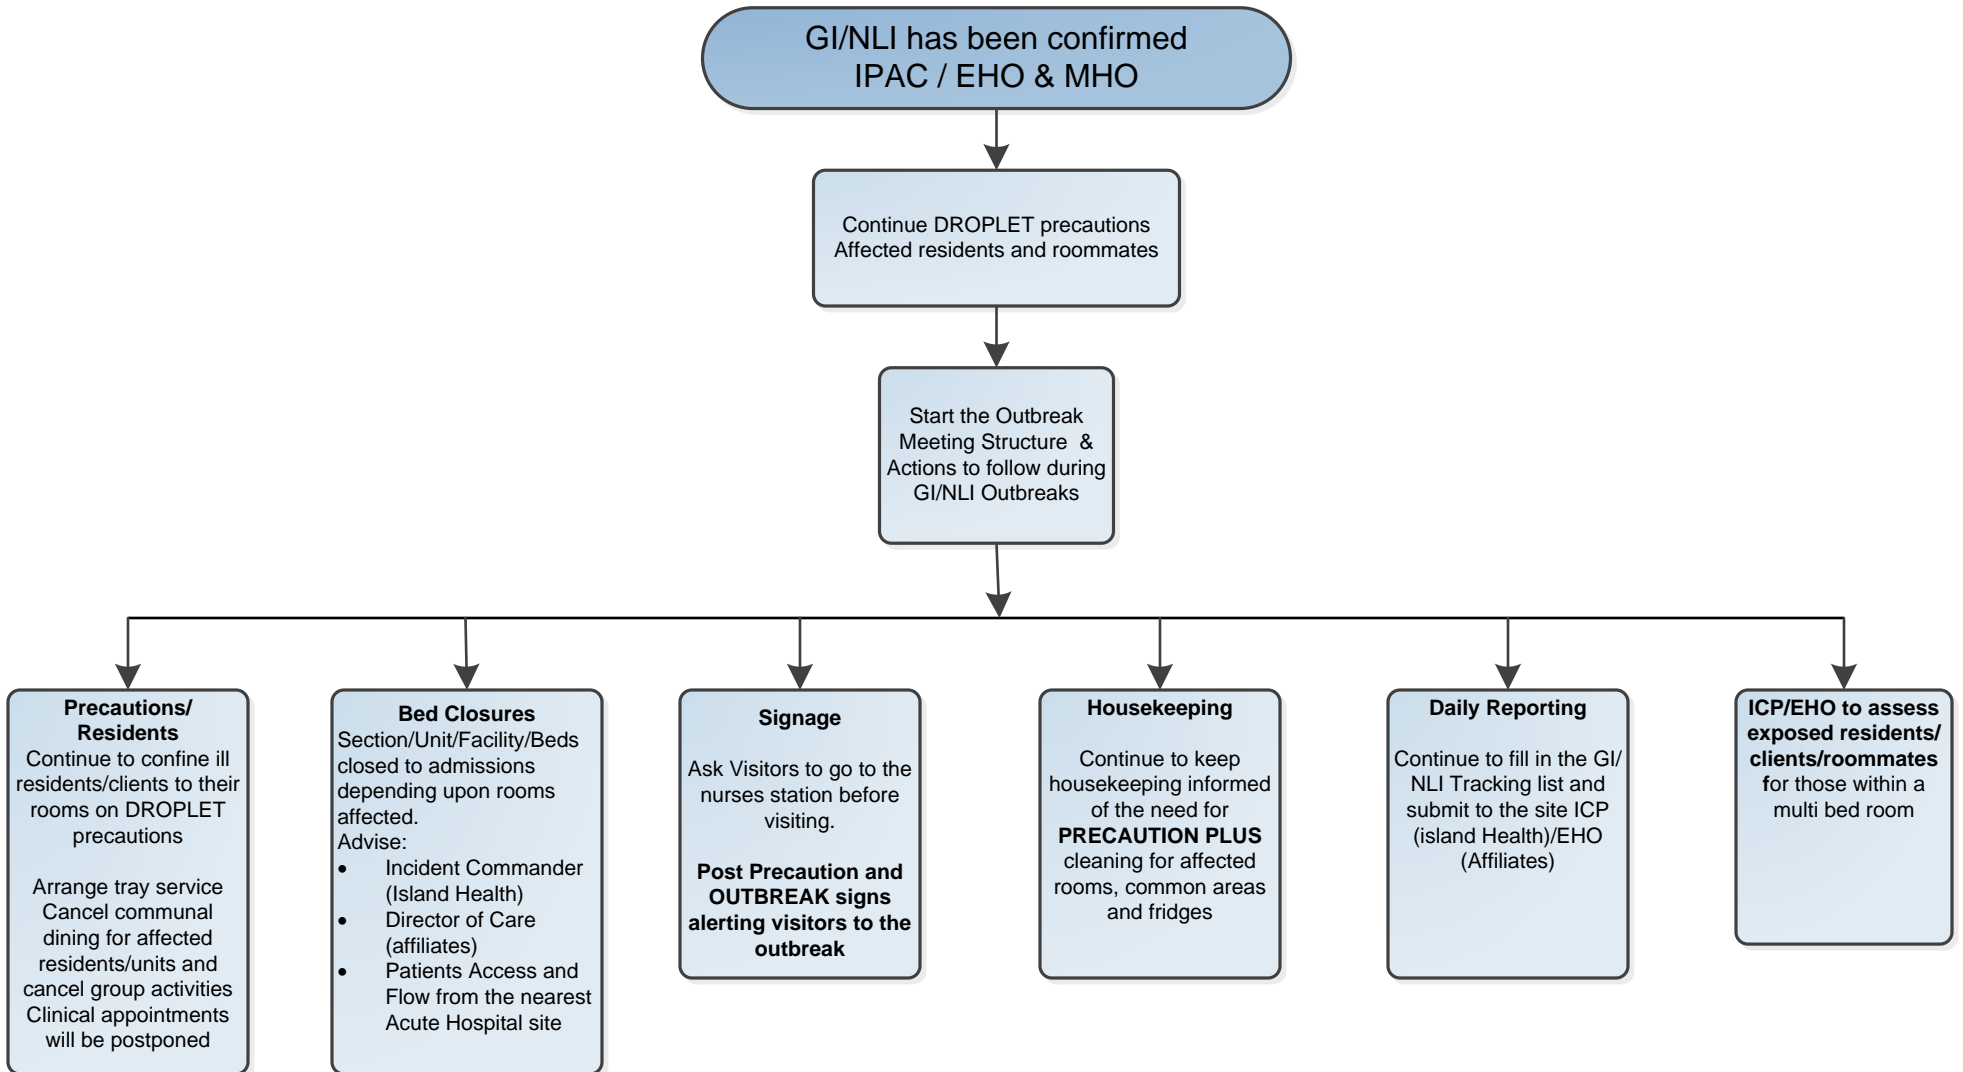 GI/NLI has been confirmed
IPAC / EHO & MHO
Continue DROPLET precautions
Affected residents and roommates
Start the Outbreak
Meeting Structure &
Actions to follow during
GI/NLI Outbreaks
Precautions/
Residents
Continue to confine ill
residents/clients to their
rooms on DROPLET
precautions
Arrange tray service
Cancel communal
dining for affected
residents/units and
cancel group activities
Clinical appointments
will be postponed
Bed Closures
Section/Unit/Facility/Beds
closed to admissions
depending upon rooms
affected.
Advise:
• Incident Commander
(Island Health)
• Director of Care
(affiliates)
• Patients Access and
Flow from the nearest
Acute Hospital site
Signage
Ask Visitors to go to the
nurses station before
visiting.
Post Precaution and
OUTBREAK signs
alerting visitors to the
outbreak
Housekeeping
Continue to keep
housekeeping informed
of the need for
PRECAUTION PLUS
cleaning for affected
rooms, common areas
and fridges
Daily Reporting
Continue to fill in the GI/
NLI Tracking list and
submit to the site ICP
(island Health)/EHO
(Affiliates)
ICP/EHO to assess
exposed residents/
clients/roommates
for those within a
multi bed room